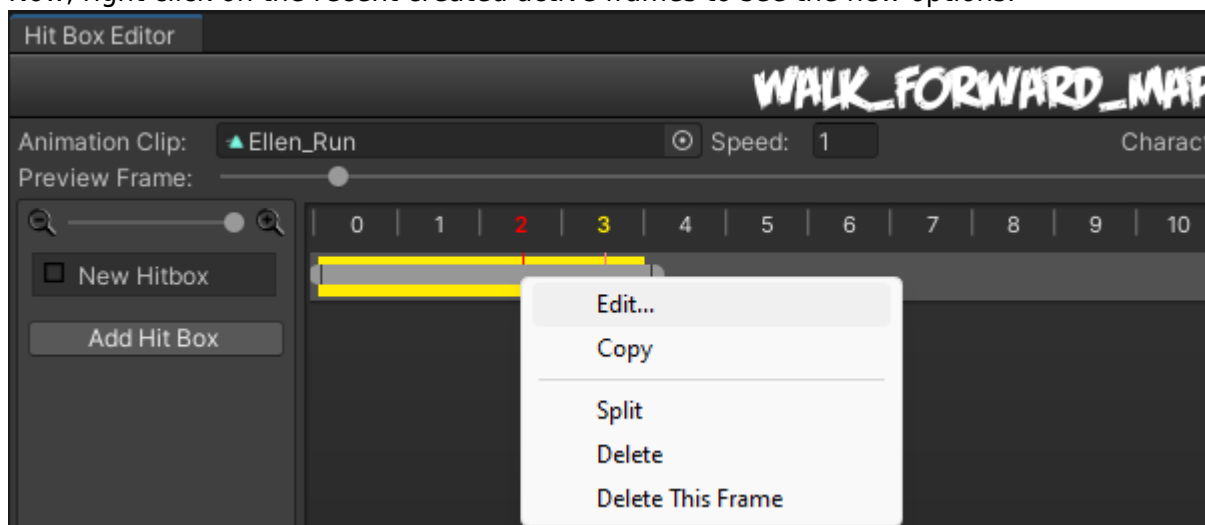 Now, right click on the recent created active frames to see the new options.
Hit Box Editor
WALK_FORWARD_MAP
Animation Clip: Ellen_Run Speed: 1 Charact
Preview Frame:
0 1 2 3 4 5 6 7 8 9 10
New Hitbox
Add Hit Box
Edit...
Copy
Split
Delete
Delete This Frame